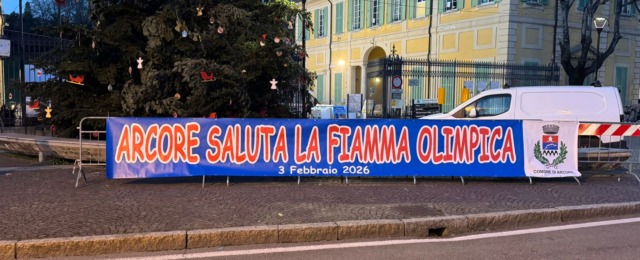 ARCORE SALUTA LA FIAMMA OLIMPICA
3 Febbraio 2026
COMUNE DI ARCORE